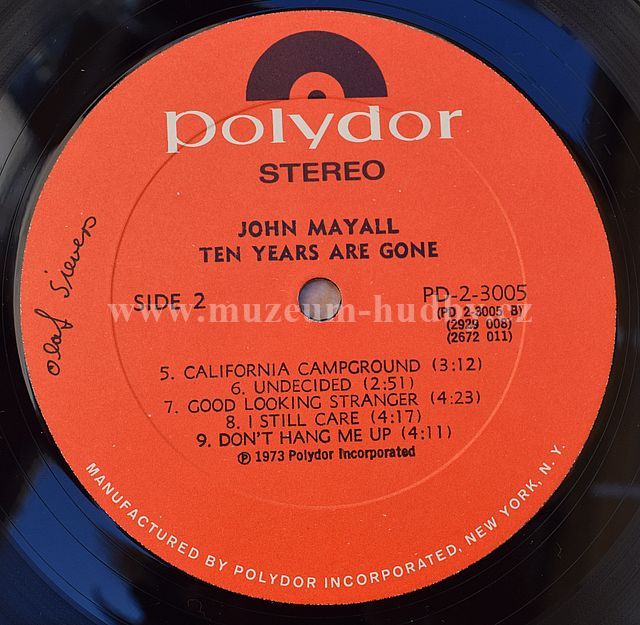 polydor
STEREO
JOHN MAYALL
TEN YEARS ARE GONE
SIDE 2
PD-2-3005
(PD 2-3005 B)
(2929 008)
(2672 011)
www.muzeum-hudby.cz
5. CALIFORNIA CAMPGROUND (3:12)
6. UNDECIDED (2:51)
7. GOOD LOOKING STRANGER (4:23)
8. I STILL CARE (4:17)
9. DON'T HANG ME UP (4:11)
℗ 1973 Polydor Incorporated
MANUFACTURED BY POLYDOR INCORPORATED, NEW YORK, N. Y.
Olaf Sievers